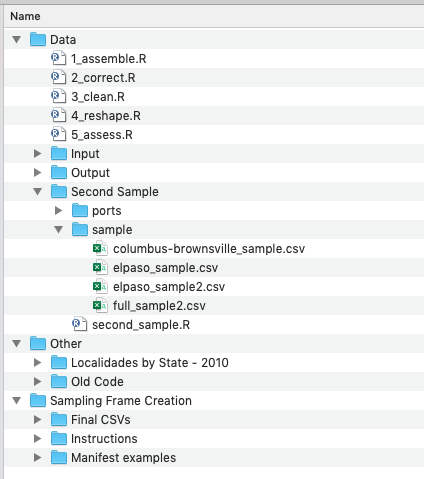 Name
Data
1_assemble.R
2_correct.R
3_clean.R
4_reshape.R
5_assess.R
Input
Output
Second Sample
ports
sample
columbus-brownsville_sample.csv
elpaso_sample.csv
elpaso_sample2.csv
full_sample2.csv
second_sample.R
Other
Localidades by State - 2010
Old Code
Sampling Frame Creation
Final CSVs
Instructions
Manifest examples